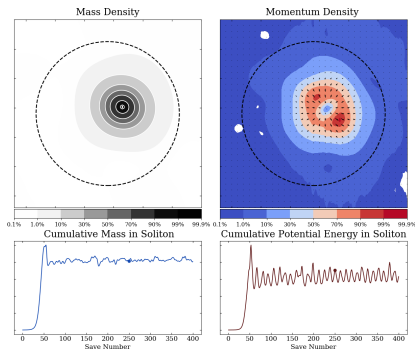 Mass Density
Momentum Density
0.1% 1.0% 10% 30% 50% 70% 90% 99% 99.9%
0.1% 1.0% 10% 30% 50% 70% 90% 99% 99.9%
Cumulative Mass in Soliton
Cumulative Potential Energy in Soliton
0 50 100 150 200 250 300 350 400
0 50 100 150 200 250 300 350 400
Save Number
Save Number